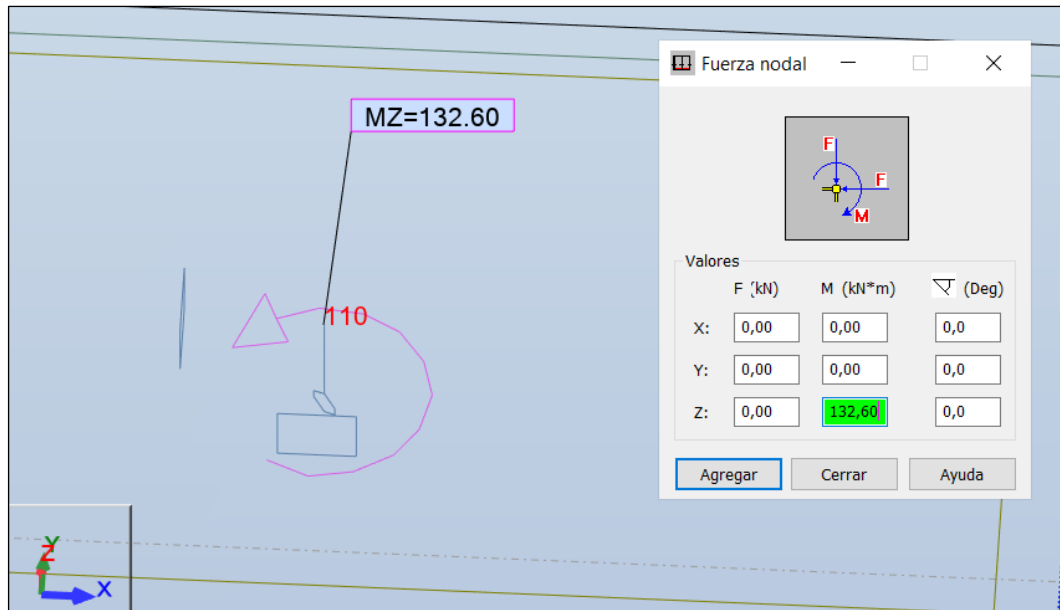 MZ=132.60
110
Z Y
X
Fuerza nodal
F
F
M
Valores
F (kN) M (kN*m) (Deg)
X: 0,00 0,00 0,0
Y: 0,00 0,00 0,0
Z: 0,00 132,60 0,0
Agregar Cerrar Ayuda